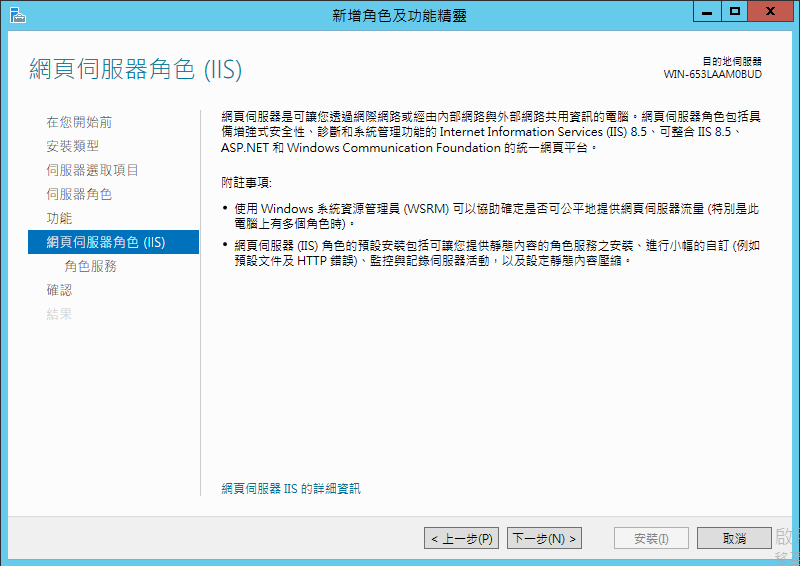 新增角色及功能精靈
網頁伺服器角色 (IIS)
目的地伺服器
WIN-653LAAM0BUD
在您開始前
安裝類型
伺服器選取項目
伺服器角色
功能
網頁伺服器角色 (IIS)
角色服務
確認
結果
網頁伺服器是可讓您透過網際網路或經由內部網路與外部網路共用資訊的電腦。網頁伺服器角色包括具
備增強式安全性、診斷和系統管理功能的 Internet Information Services (IIS) 8.5、可整合 IIS 8.5、
ASP.NET 和 Windows Communication Foundation 的統一網頁平台。
附註事項:
• 使用 Windows 系統資源管理員 (WSRM) 可以協助確定是否可公平地提供網頁伺服器流量 (特別是此
電腦上有多個角色時)。
• 網頁伺服器 (IIS) 角色的預設安裝包括可讓您提供靜態內容的角色服務之安裝、進行小幅的自訂 (例如
預設文件及 HTTP 錯誤)、監控與記錄伺服器活動，以及設定靜態內容壓縮。
網頁伺服器 IIS 的詳細資訊
< 上一步(P)
下一步(N) >
安裝(I)
取消